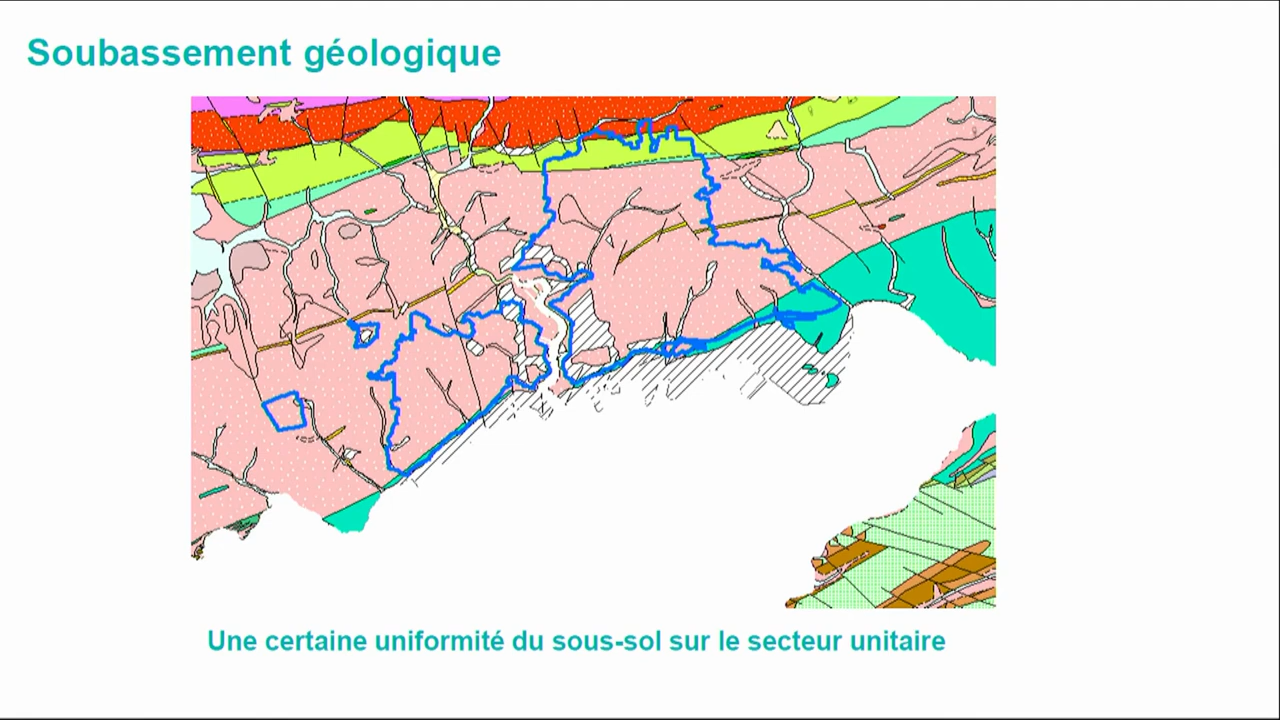 Soubassement géologique
Une certaine uniformité du sous-sol sur le secteur unitaire